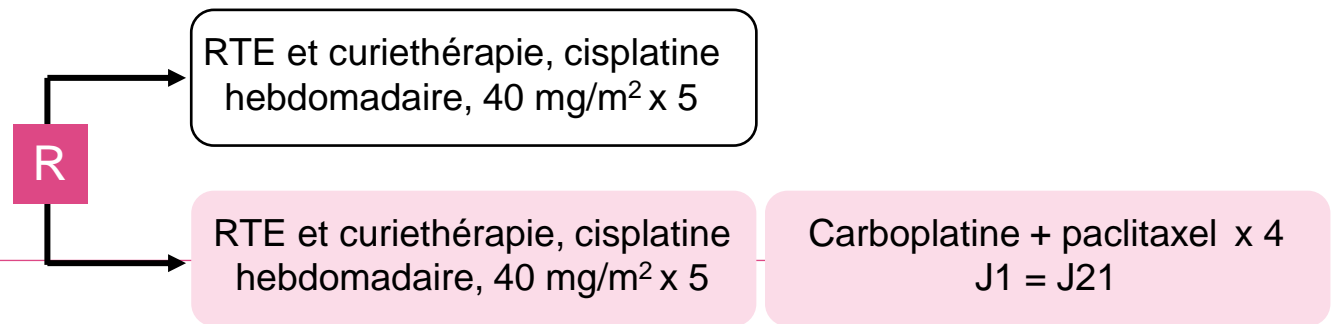 RTE et curiethérapie, cisplatine
hebdomadaire, 40 mg/m² x 5
R
RTE et curiethérapie, cisplatine
hebdomadaire, 40 mg/m² x 5
Carboplatine + paclitaxel x 4
J1 = J21